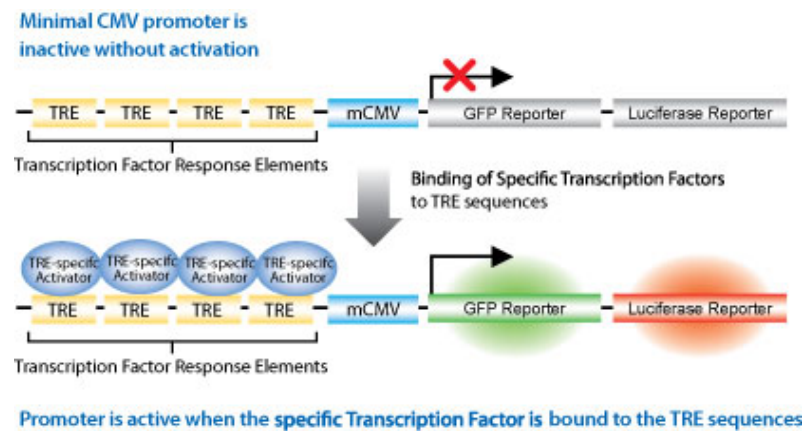 Minimal CMV promoter is
inactive without activation
TRE TRE TRE TRE mCMV GFP Reporter Luciferase Reporter
Transcription Factor Response Elements
Binding of Specific Transcription Factors
to TRE sequences
TRE-specifc TRE-specifc TRE-specifc TRE-specifc
Activator Activator Activator Activator
TRE TRE TRE TRE mCMV GFP Reporter Luciferase Reporter
Transcription Factor Response Elements
Promoter is active when the specific Transcription Factor is bound to the TRE sequences